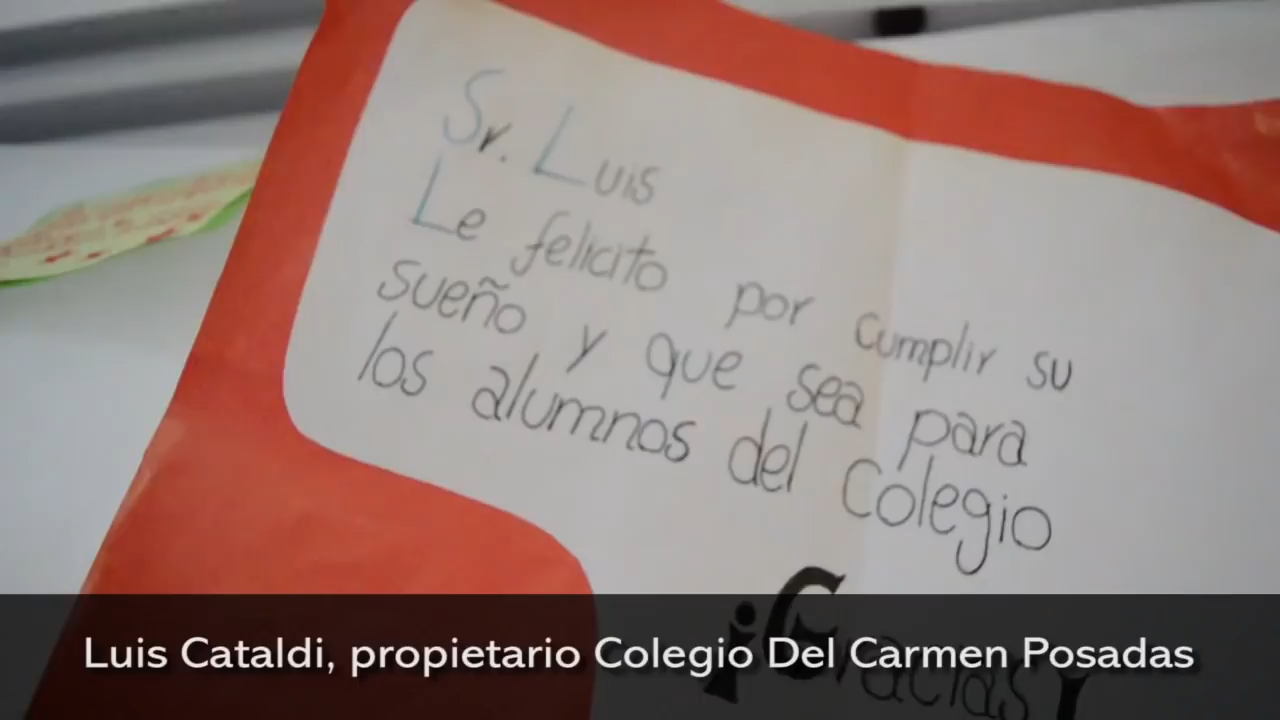 Sr. Luis
Le felicito por cumplir su
sueño y que sea para
los alumnos del colegio
¡Gracias!
Luis Cataldi, propietario Colegio Del Carmen Posadas